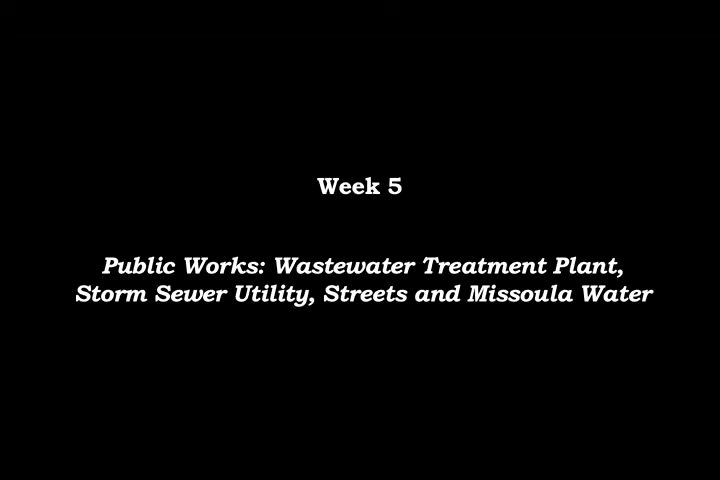 Week 5
Public Works: Wastewater Treatment Plant,
Storm Sewer Utility, Streets and Missoula Water